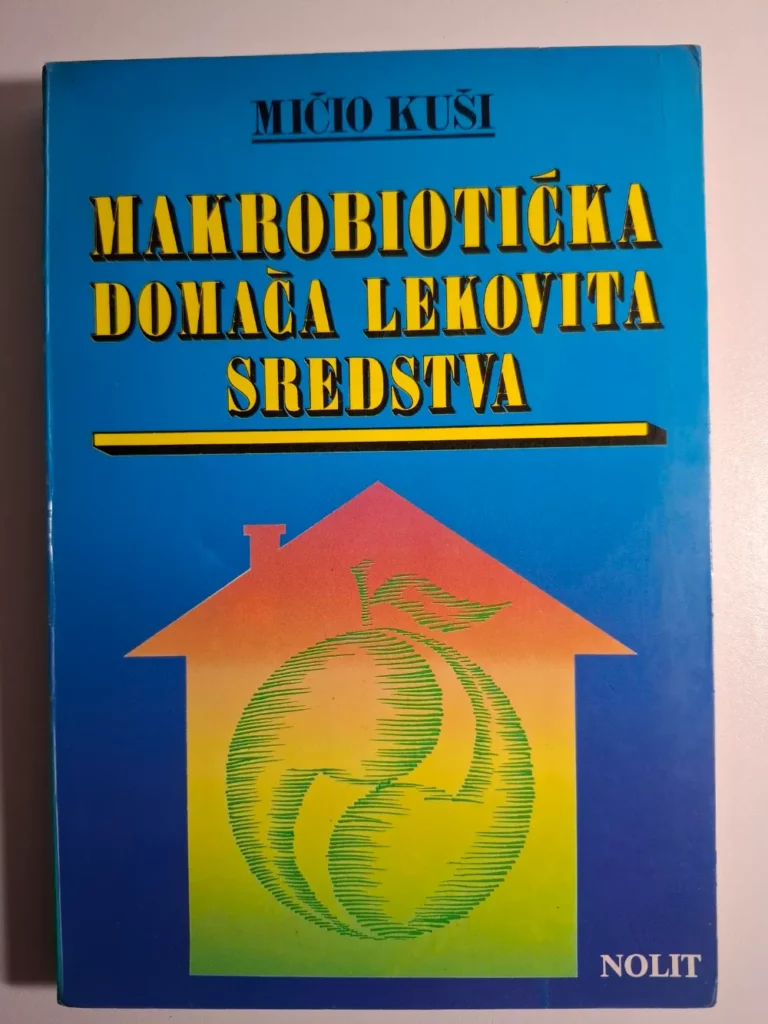 MIČIO KUŠI
MAKROBIOTIČKA
DOMAĆA LEKOVITA
SREDSTVA
NOLIT